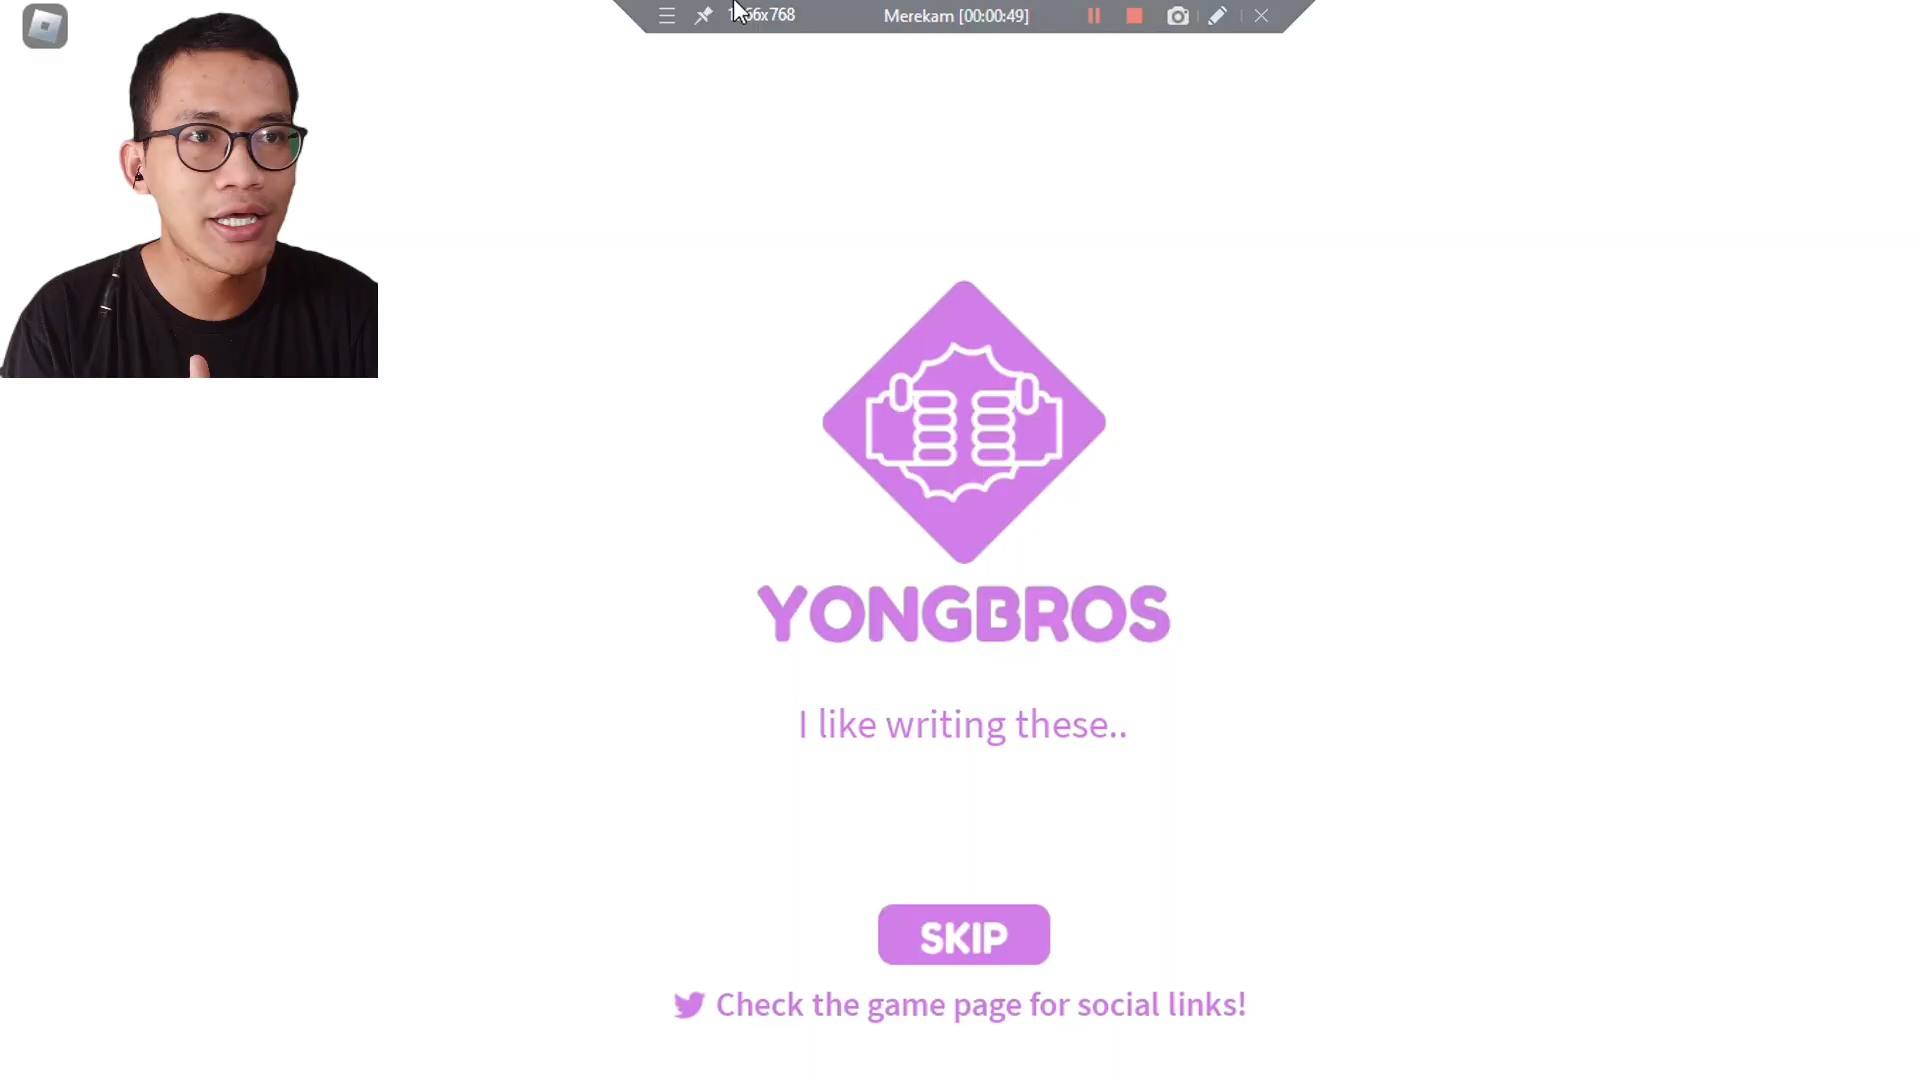 Merekam [00:00:49]
YONGBROS
I like writing these..
SKIP
Check the game page for social links!